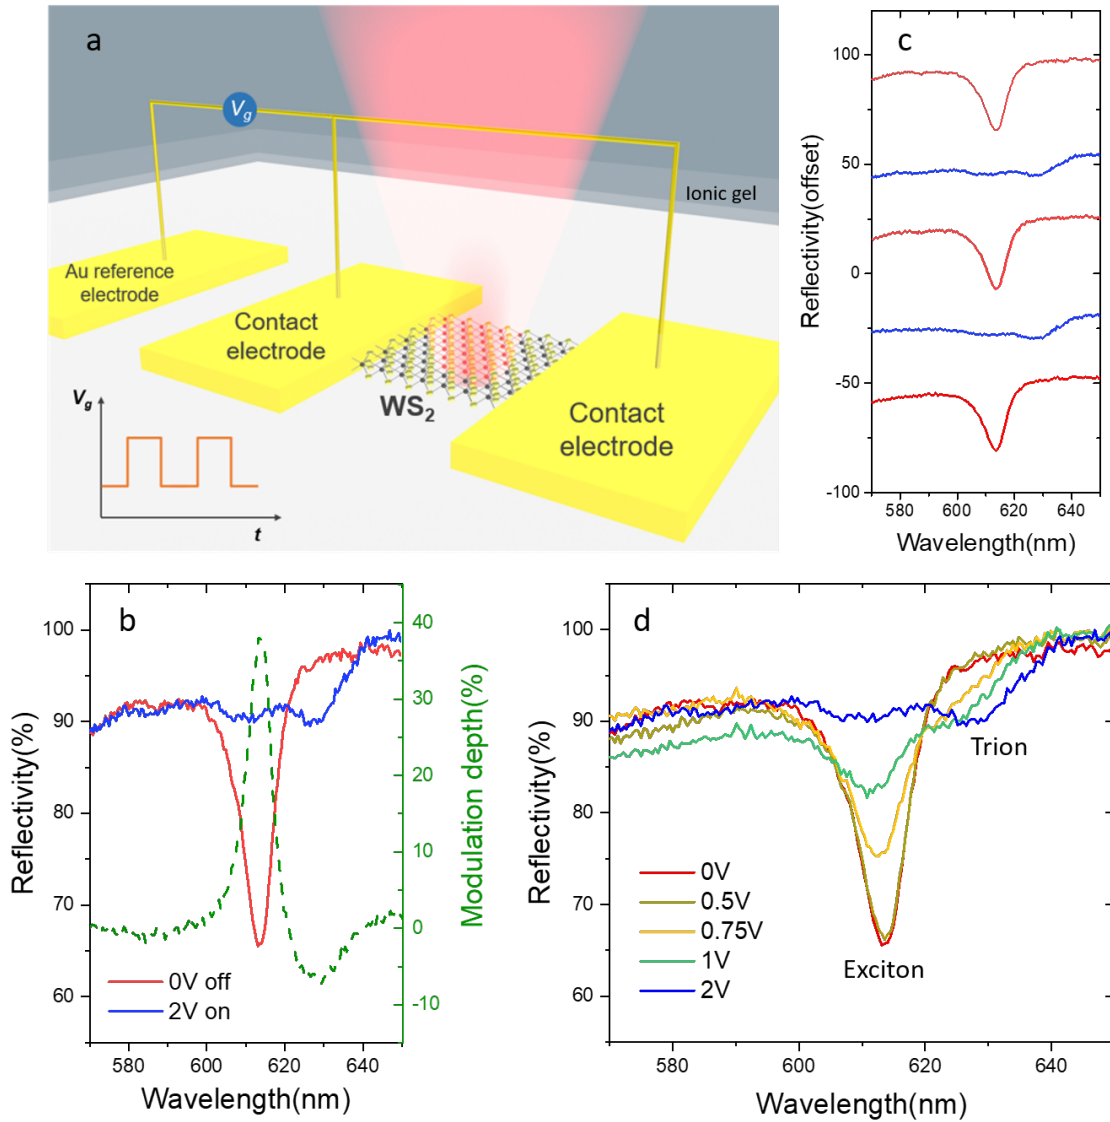 a
Vg
Ionic gel
Au reference
electrode
Contact
electrode
WS2
Contact
electrode
Vg
t
c
100
50
0
-50
-100
Reflectivity(offset)
580 600 620 640
Wavelength(nm)
b
100
90
80
70
60
Reflectivity(%)
40
30
20
10
0
-10
Modulation depth(%)
0V off
2V on
580 600 620 640
Wavelength(nm)
d
100
90
80
70
60
Reflectivity(%)
Trion
0V
0.5V
0.75V
1V
2V
Exciton
580 600 620 640
Wavelength(nm)